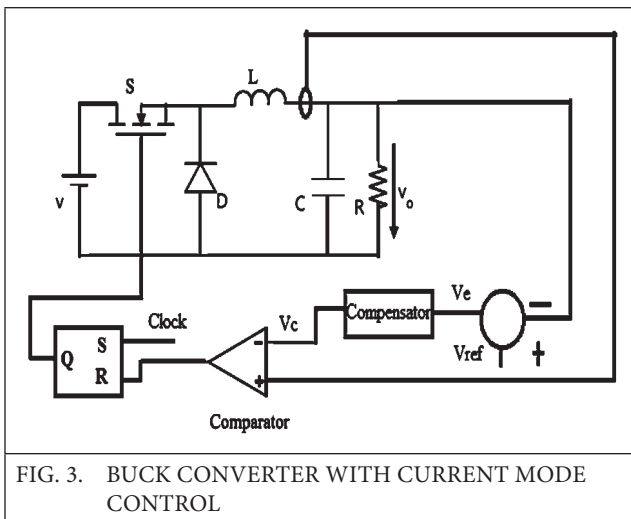 S
L
V
D
C
R
Vo
Clock
Vc
Compensator
Ve
Q
S
R
-
+
Vref
−
+
Comparator
FIG. 3. BUCK CONVERTER WITH CURRENT MODE
CONTROL